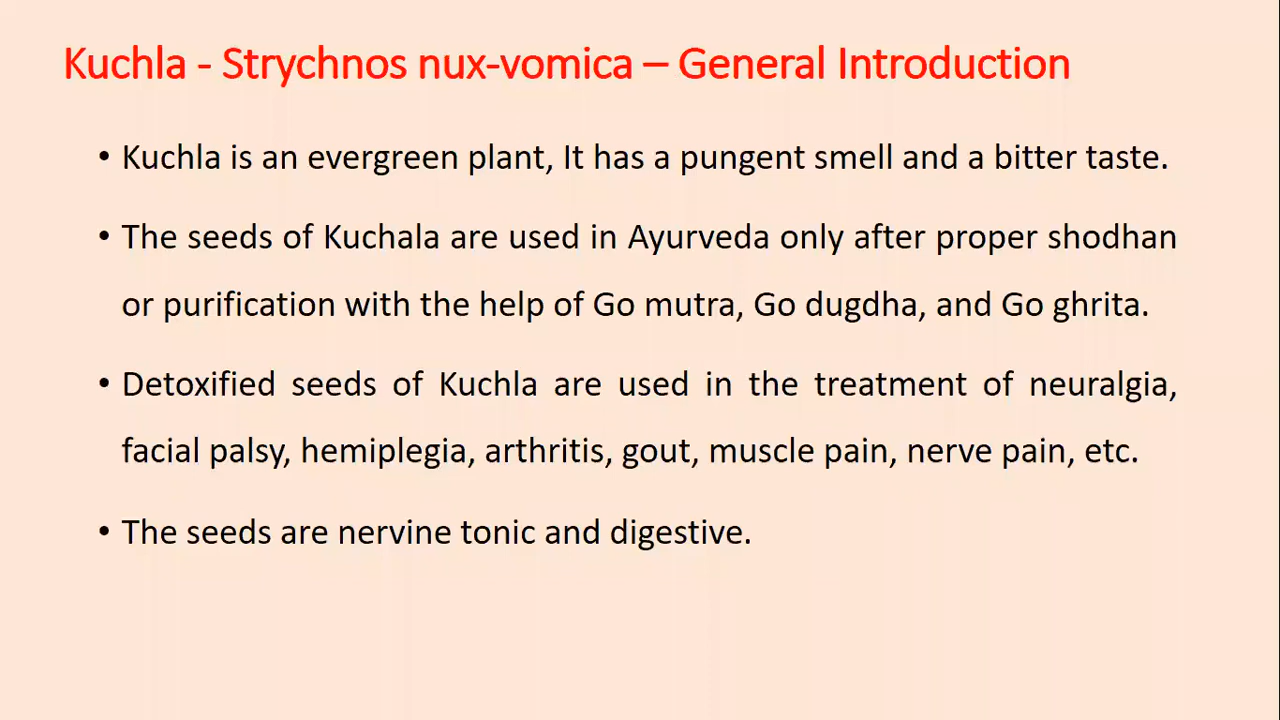 Kuchla - Strychnos nux-vomica – General Introduction
• Kuchla is an evergreen plant, It has a pungent smell and a bitter taste.
• The seeds of Kuchala are used in Ayurveda only after proper shodhan
or purification with the help of Go mutra, Go dugdha, and Go ghrita.
• Detoxified seeds of Kuchla are used in the treatment of neuralgia,
facial palsy, hemiplegia, arthritis, gout, muscle pain, nerve pain, etc.
• The seeds are nervine tonic and digestive.